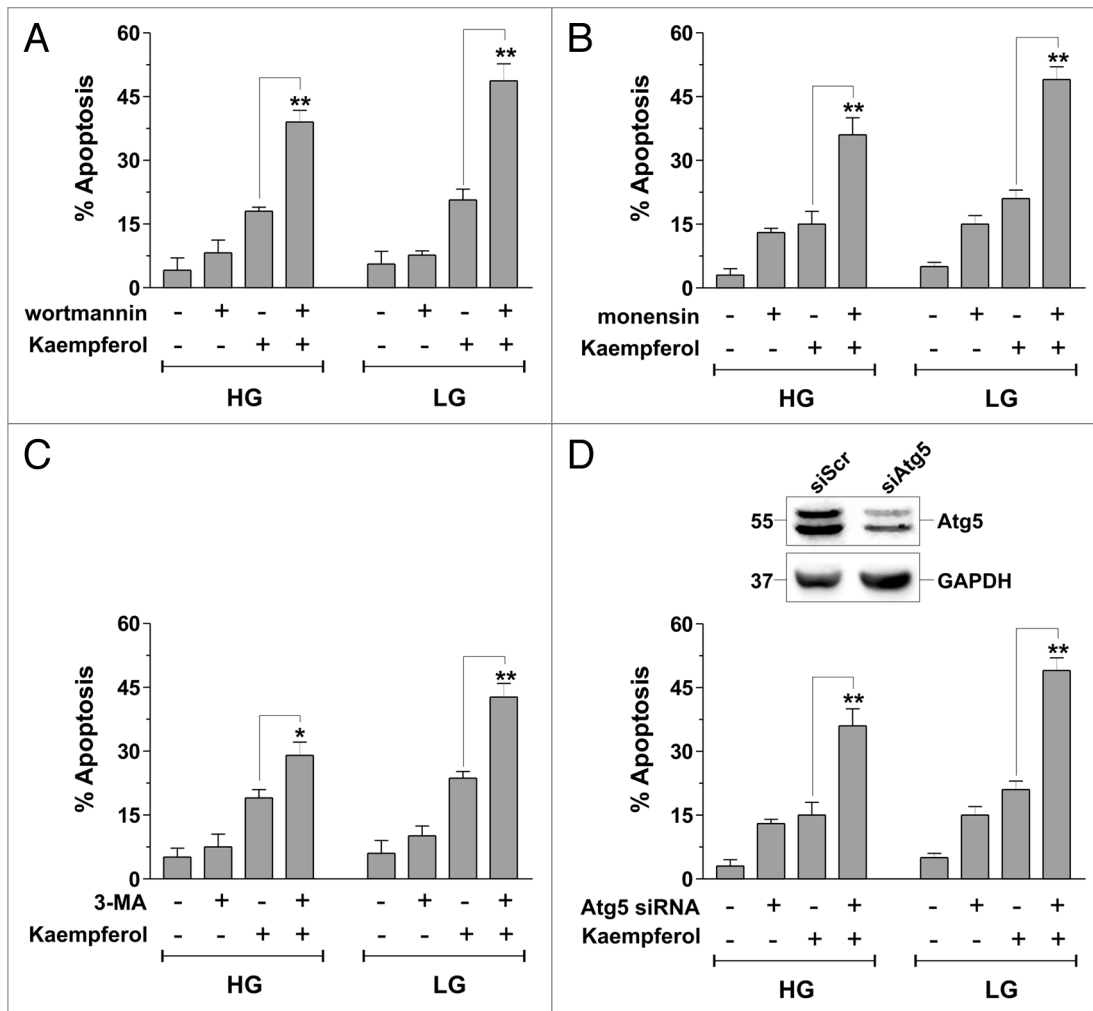 A
60
45
30
15
0
% Apoptosis
**
**
wortmannin - + - + - + - +
Kaempferol - - + + - - + +
HG LG
B
60
45
30
15
0
% Apoptosis
**
**
monensin - + - + - + - +
Kaempferol - - + + - - + +
HG LG
C
60
45
30
15
0
% Apoptosis
*
**
3-MA - + - + - + - +
Kaempferol - - + + - - + +
HG LG
D
siScr siAtg5
55 Atg5
37 GAPDH
60
45
30
15
0
% Apoptosis
**
**
Atg5 siRNA - + - + - + - +
Kaempferol - - + + - - + +
HG LG